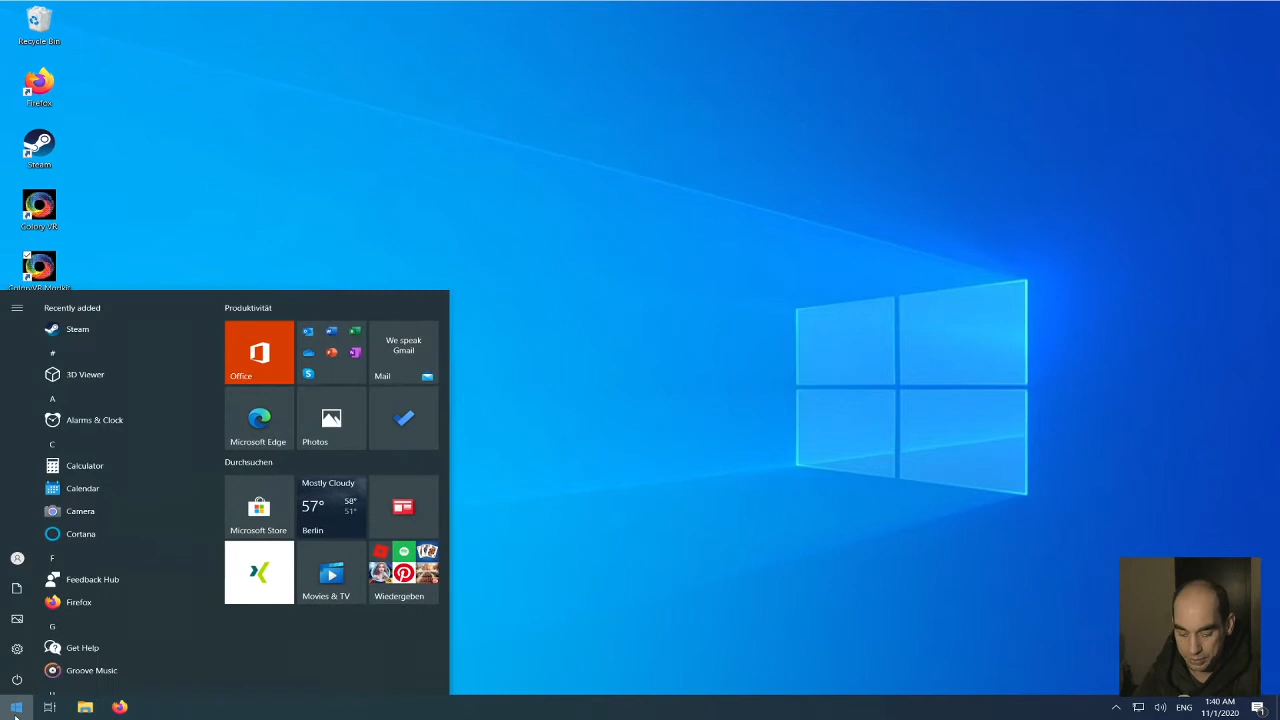 Recycle Bin
Firefox
Steam
Colory VR
Recently added
Steam
#
3D Viewer
A
Alarms & Clock
C
Calculator
Calendar
Camera
Cortana
F
Feedback Hub
Firefox
G
Get Help
Groove Music
Produktivität
Office
We speak
Gmail
Mail
Microsoft Edge
Photos
Durchsuchen
Microsoft Store
Mostly Cloudy
57° 58°
51°
Berlin
Movies & TV
Wiedergeben
ENG
1:40 AM
11/1/2020
1